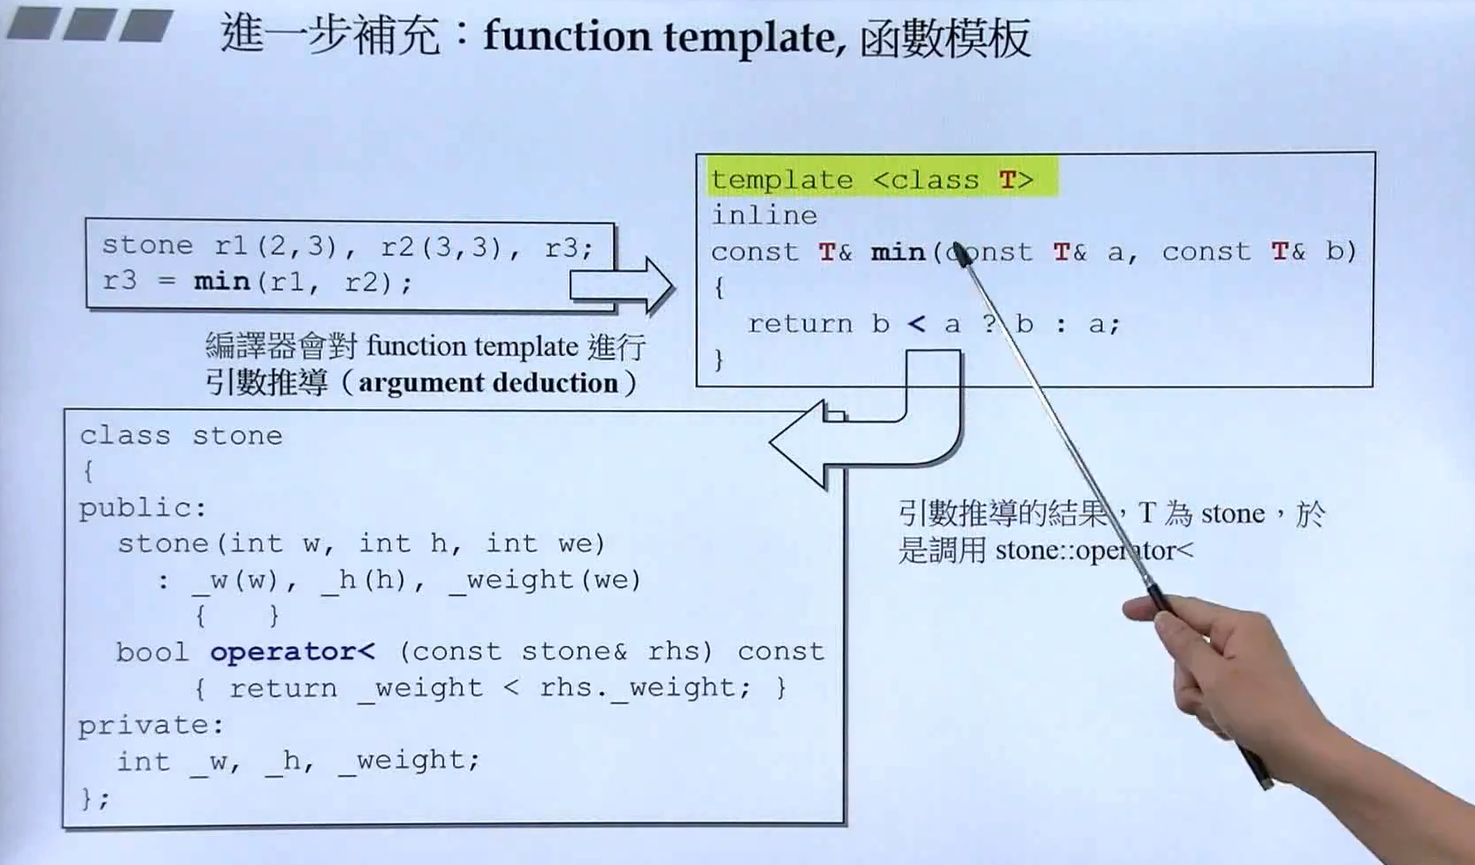 進一步補充：function template, 函數模板
stone r1(2,3), r2(3,3), r3;
r3 = min(r1, r2);
編譯器會對 function template 進行
引數推導（argument deduction）
template <class T>
inline
const T& min(const T& a, const T& b)
{
return b < a ? b : a;
}
class stone
{
public:
stone(int w, int h, int we)
: _w(w), _h(h), _weight(we)
{ }
bool operator< (const stone& rhs) const
{ return _weight < rhs._weight; }
private:
int _w, _h, _weight;
};
引數推導的結果，T 為 stone，於
是調用 stone::operator<